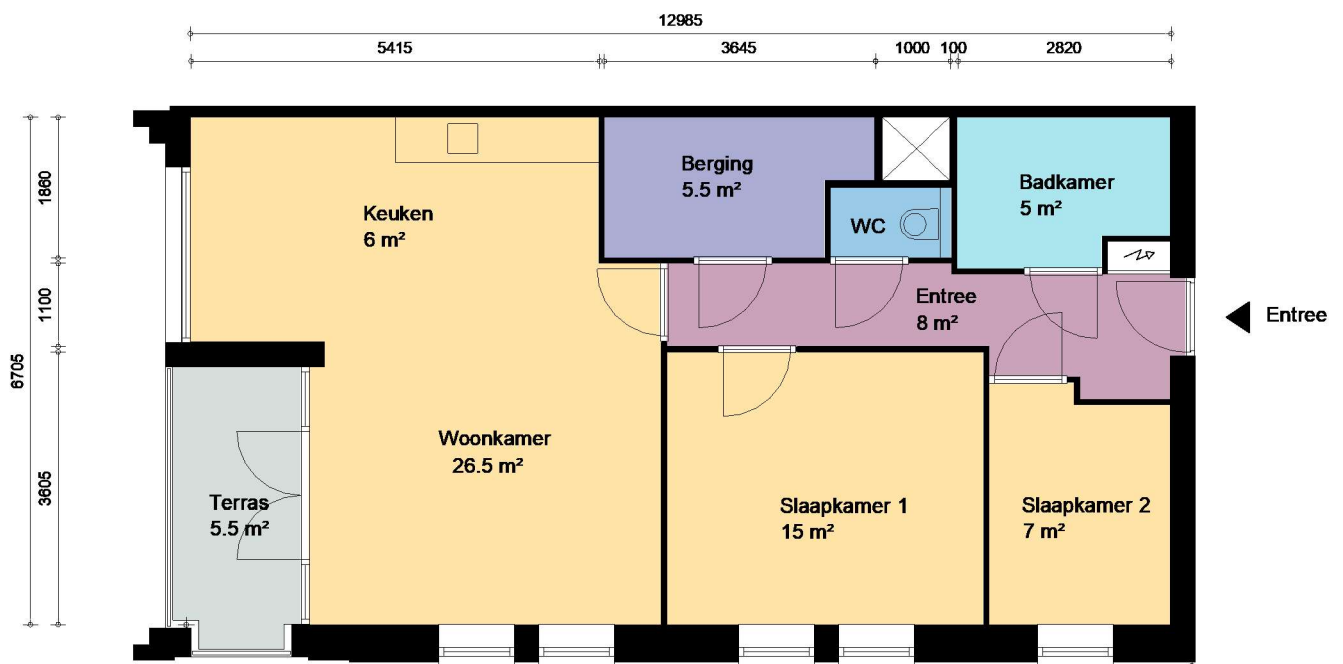 12985
5415
3645
1000
100
2820
6705
1860
1100
3605
Keuken
6 m²
Berging
5.5 m²
WC
Badkamer
5 m²
Entree
8 m²
Entree
Woonkamer
26.5 m²
Terras
5.5 m²
Slaapkamer 1
15 m²
Slaapkamer 2
7 m²